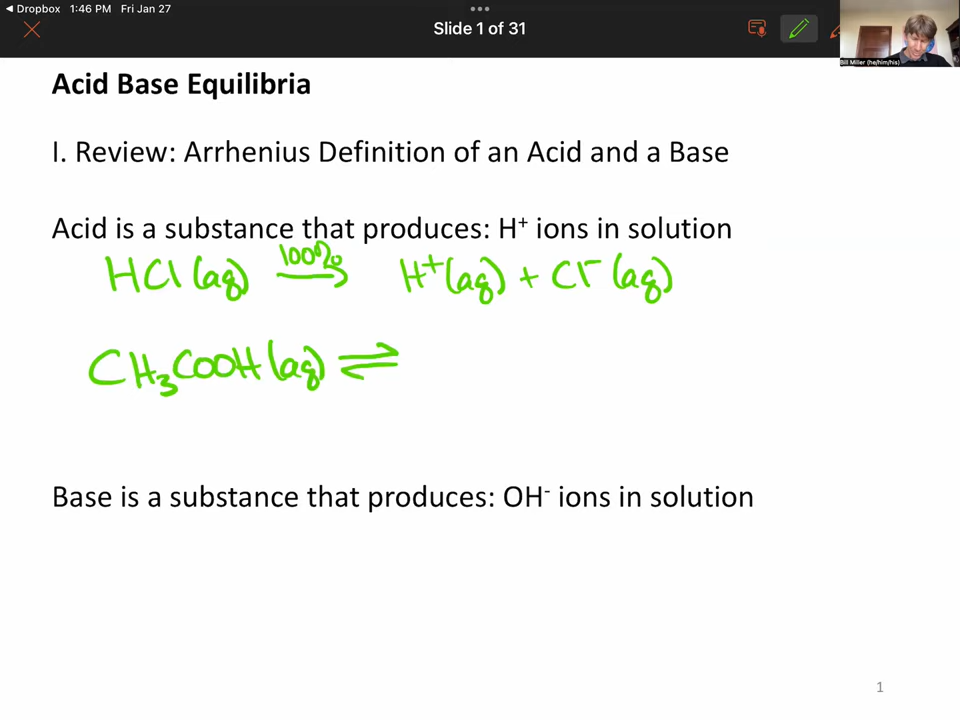 ◀ Dropbox 1:46 PM Fri Jan 27
Slide 1 of 31
Bill Miller (he/him/his)
Acid Base Equilibria
I. Review: Arrhenius Definition of an Acid and a Base
Acid is a substance that produces: H⁺ ions in solution
HCl (aq) 100% → H⁺ (aq) + Cl⁻ (aq)
CH₃COOH (aq) ⇌
Base is a substance that produces: OH⁻ ions in solution
1